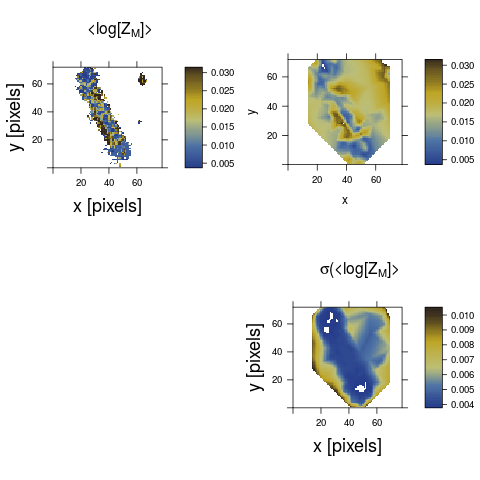 <log[Z_M]>
60
40
20
y [pixels]
20 40 60
x [pixels]
0.030
0.025
0.020
0.015
0.010
0.005
60
40
20
y
20 40 60
x
0.030
0.025
0.020
0.015
0.010
0.005
σ(<log[Z_M]>
60
40
20
y [pixels]
20 40 60
x [pixels]
0.010
0.009
0.008
0.007
0.006
0.005
0.004